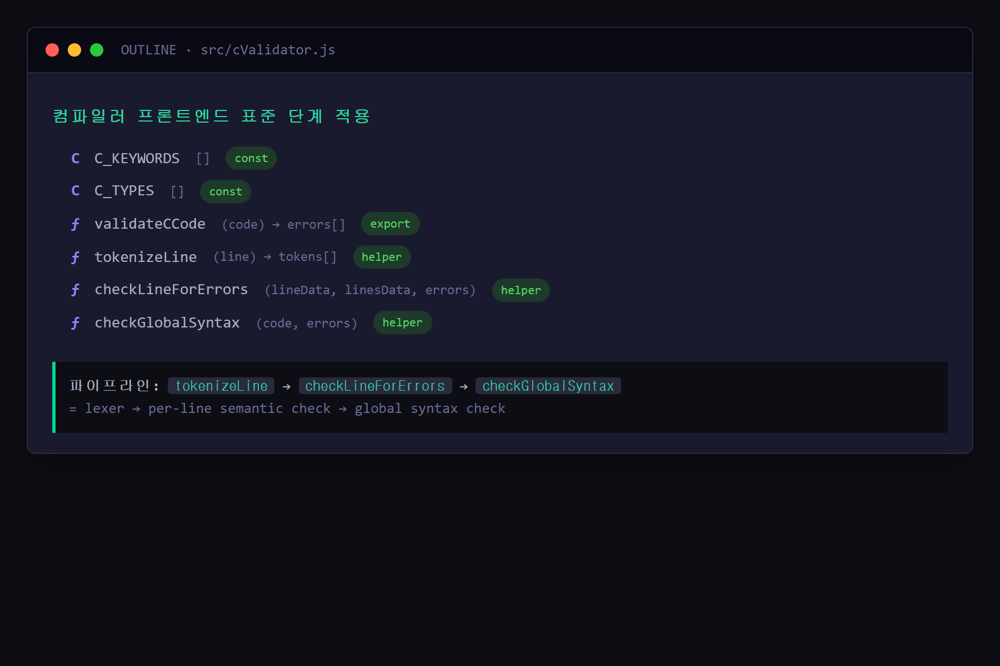 OUTLINE · src/cValidator.js
컴파일러 프론트엔드 표준 단계 적용
C C_KEYWORDS [] const
C C_TYPES [] const
ƒ validateCCode (code) → errors[] export
ƒ tokenizeLine (line) → tokens[] helper
ƒ checkLineForErrors (lineData, linesData, errors) helper
ƒ checkGlobalSyntax (code, errors) helper
파이프라인: tokenizeLine → checkLineForErrors → checkGlobalSyntax
= lexer → per-line semantic check → global syntax check